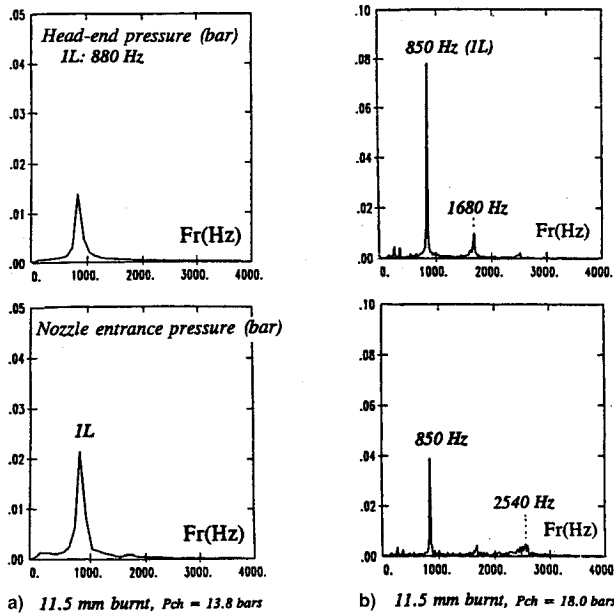 Head-end pressure (bar)
1L: 880 Hz
.05
.04
.03
.02
.01
.00
Fr(Hz)
0. 1000. 2000. 3000. 4000.
.10
.08
.06
.04
.02
.00
850 Hz (1L)
1680 Hz
Fr(Hz)
0. 1000. 2000. 3000. 4000.
Nozzle entrance pressure (bar)
.05
.04
.03
.02
.01
.00
1L
Fr(Hz)
0. 1000. 2000. 3000. 4000.
.10
.08
.06
.04
.02
.00
850 Hz
2540 Hz
Fr(Hz)
0. 1000. 2000. 3000. 4000.
a) 11.5 mm burnt, Pch = 13.8 bars
b) 11.5 mm burnt, Pch = 18.0 bars